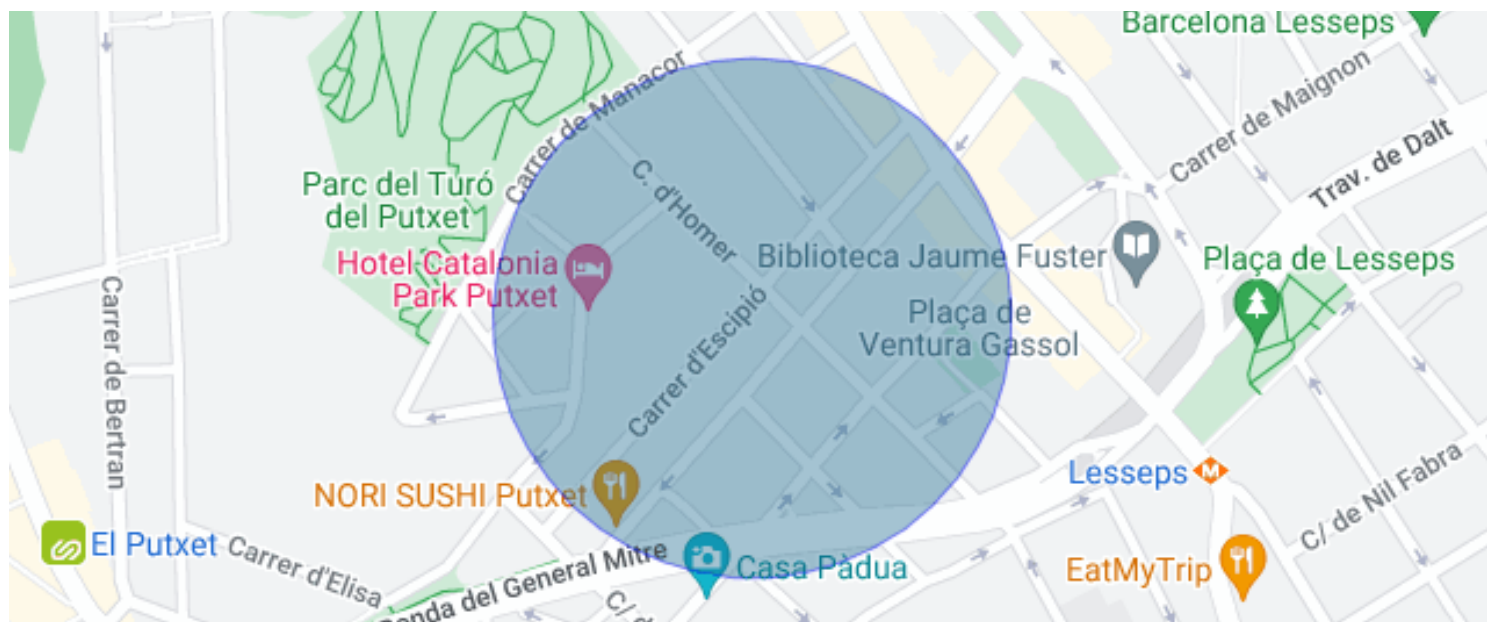 Barcelona Lesseps
Carrer de Manacor
Carrer de Maignon
Trav. de Dalt
Parc del Turó
del Putxet
C. d'Homer
Hotel Catalonia
Park Putxet
Biblioteca Jaume Fuster
Plaça de Lesseps
Plaça de
Ventura Gassol
Carrer de Bertran
Carrer d'Escipió
Lesseps
M
C/ de Nil Fabra
NORI SUSHI Putxet
El Putxet
Carrer d'Elisa
Ronda del General Mitre
Casa Pàdua
EatMyTrip
C/ d